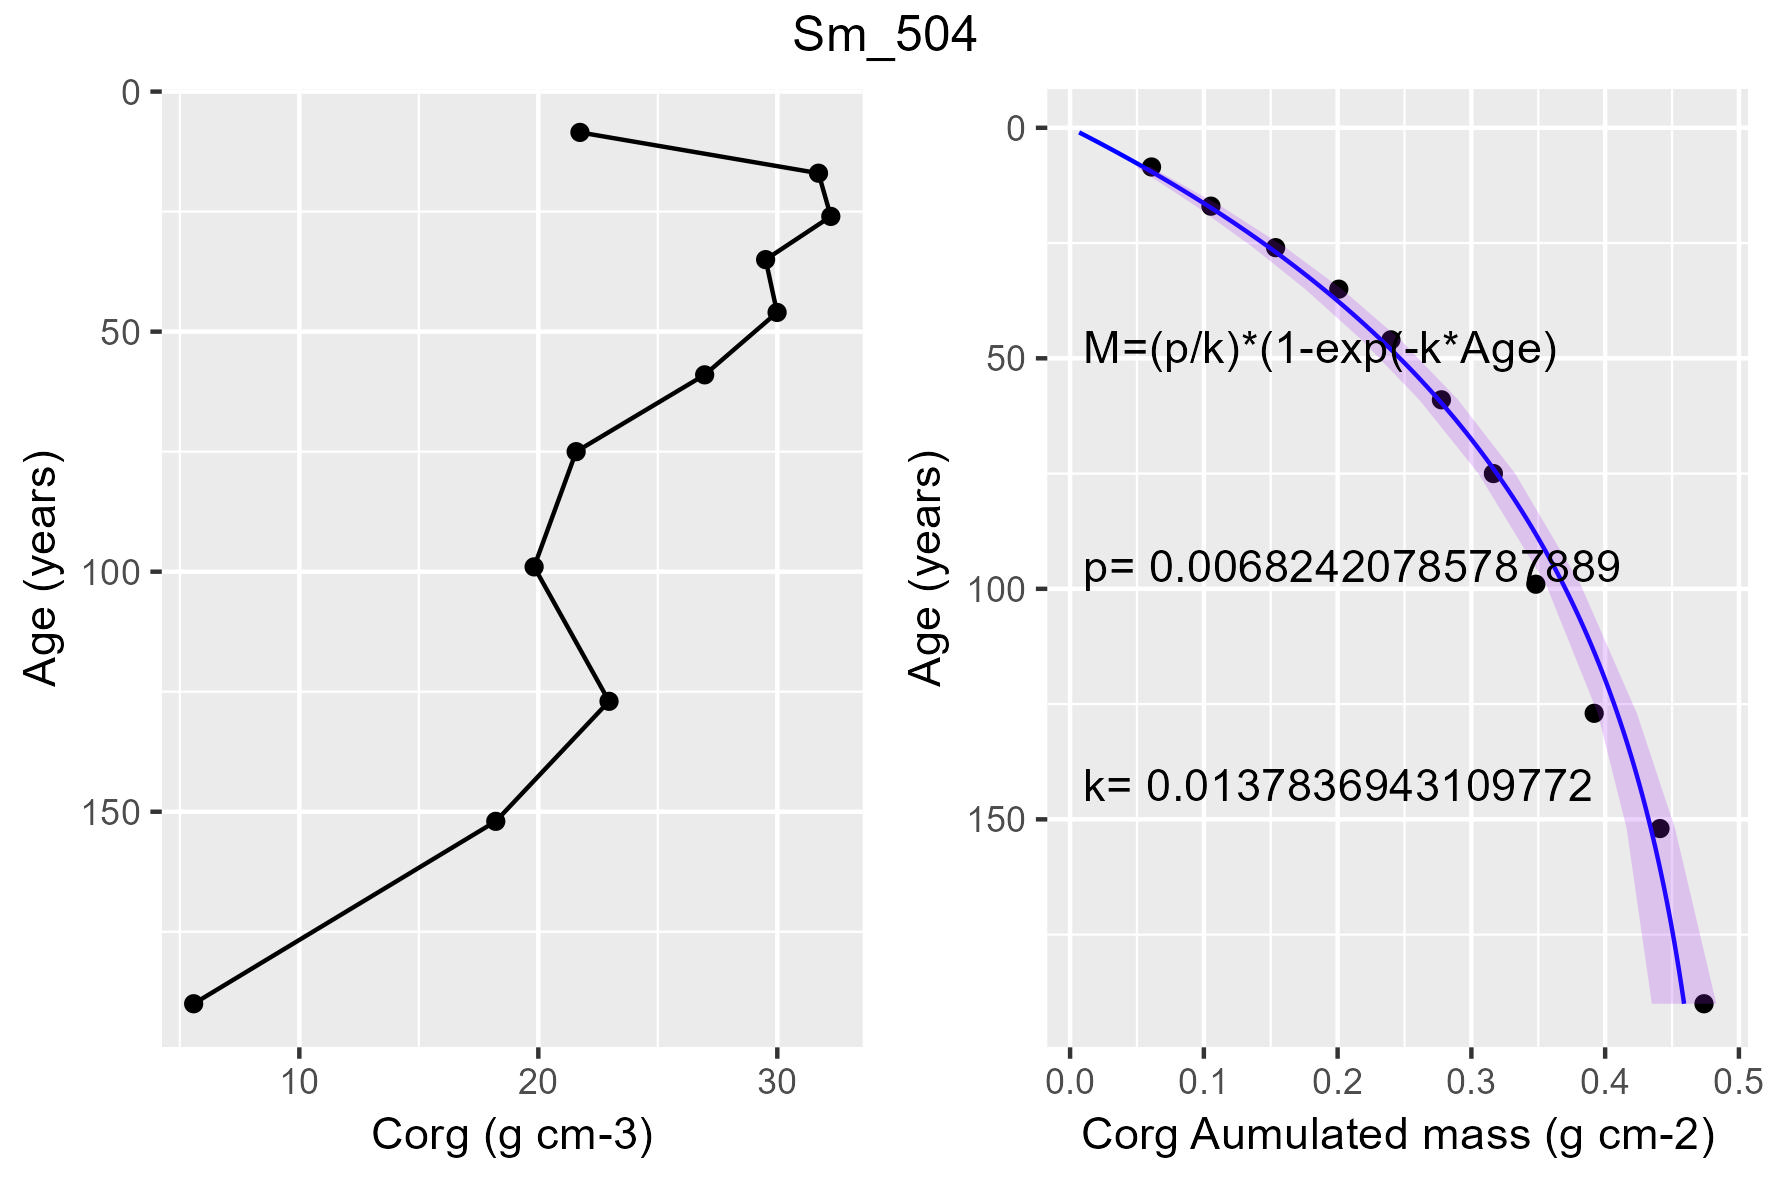 Sm_504
0
50
100
150
Age (years)
10 20 30
Corg (g cm-3)
0
50
100
150
Age (years)
M=(p/k)*(1-exp(-k*Age)
p= 0.00682420785787889
k= 0.0137836943109772
0.0 0.1 0.2 0.3 0.4 0.5
Corg Aumulated mass (g cm-2)